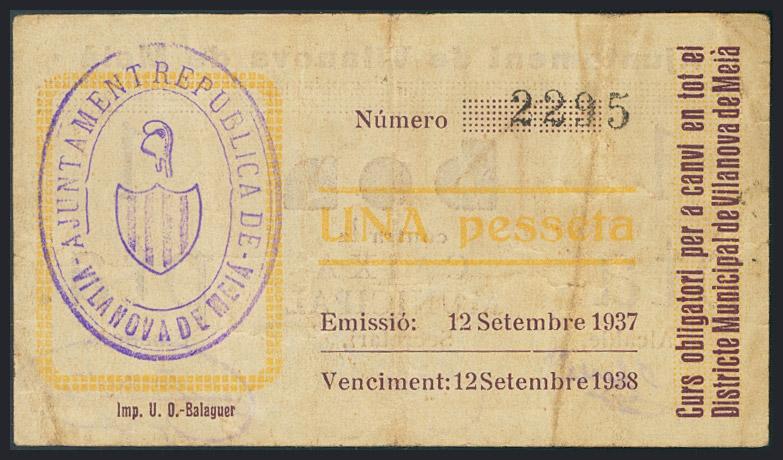 AJUNTAMENT REPUBLICA DE
-VILANOVA DE MEIÀ-
Número 2295
UNA pesseta
Emissió: 12 Setembre 1937
Venciment: 12 Setembre 1938
Imp. U. O.-Balaguer
Curs obligatori per a canvi en tot el
Districte Municipal de Vilanova de Meià